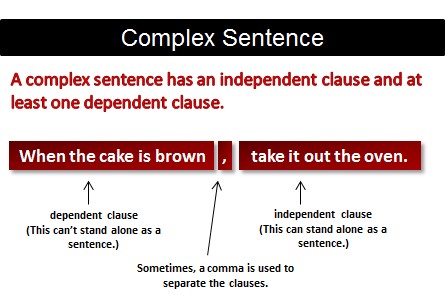 Complex Sentence
A complex sentence has an independent clause and at
least one dependent clause.
When the cake is brown , take it out the oven.
dependent clause
(This can't stand alone as a
sentence.)
independent clause
(This can stand alone as a
sentence.)
Sometimes, a comma is used to
separate the clauses.